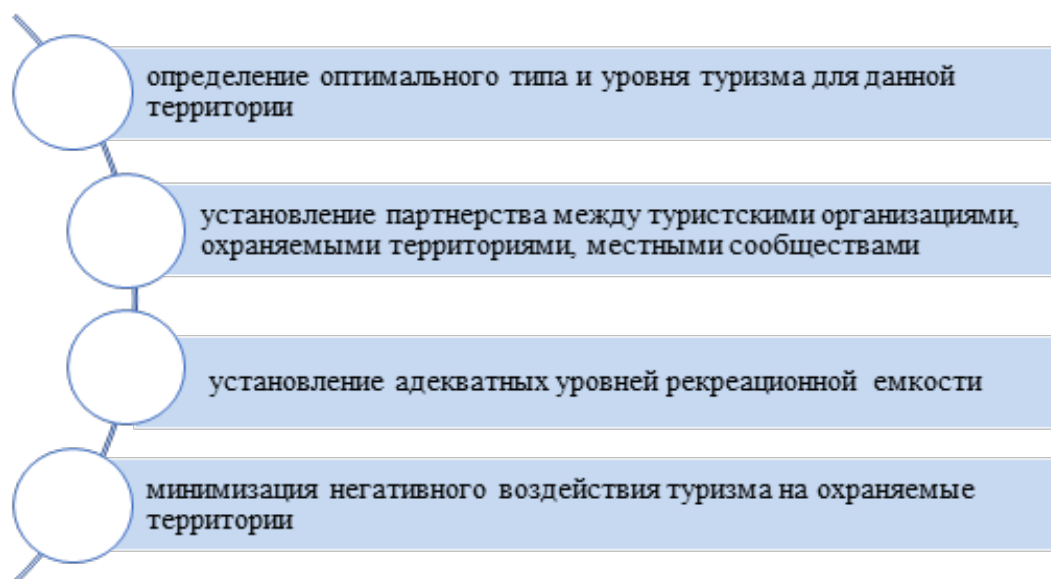 определение оптимального типа и уровня туризма для данной
территории
установление партнерства между туристскими организациями,
охраняемыми территориями, местными сообществами
установление адекватных уровней рекреационной емкости
минимизация негативного воздействия туризма на охраняемые
территории